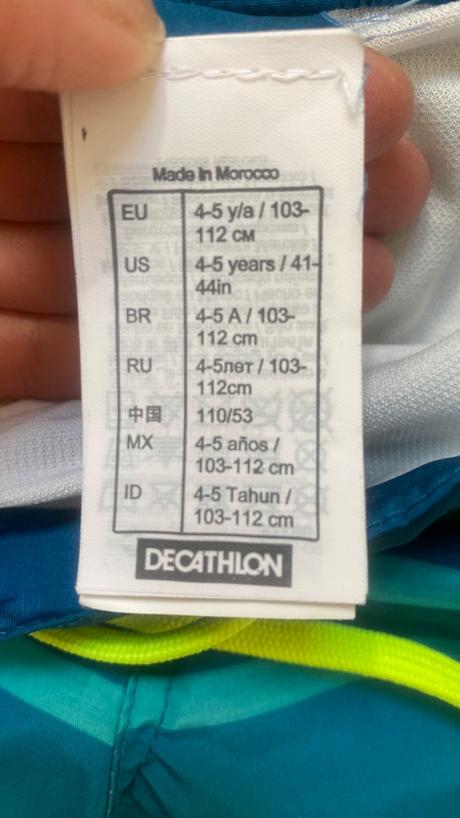 Made in Morocco
EU 4-5 y/a / 103-
112 см
US 4-5 years / 41-
44in
BR 4-5 A / 103-
112 cm
RU 4-5лет / 103-
112cm
中国 110/53
MX 4-5 años /
103-112 cm
ID 4-5 Tahun /
103-112 cm
DECATHLON